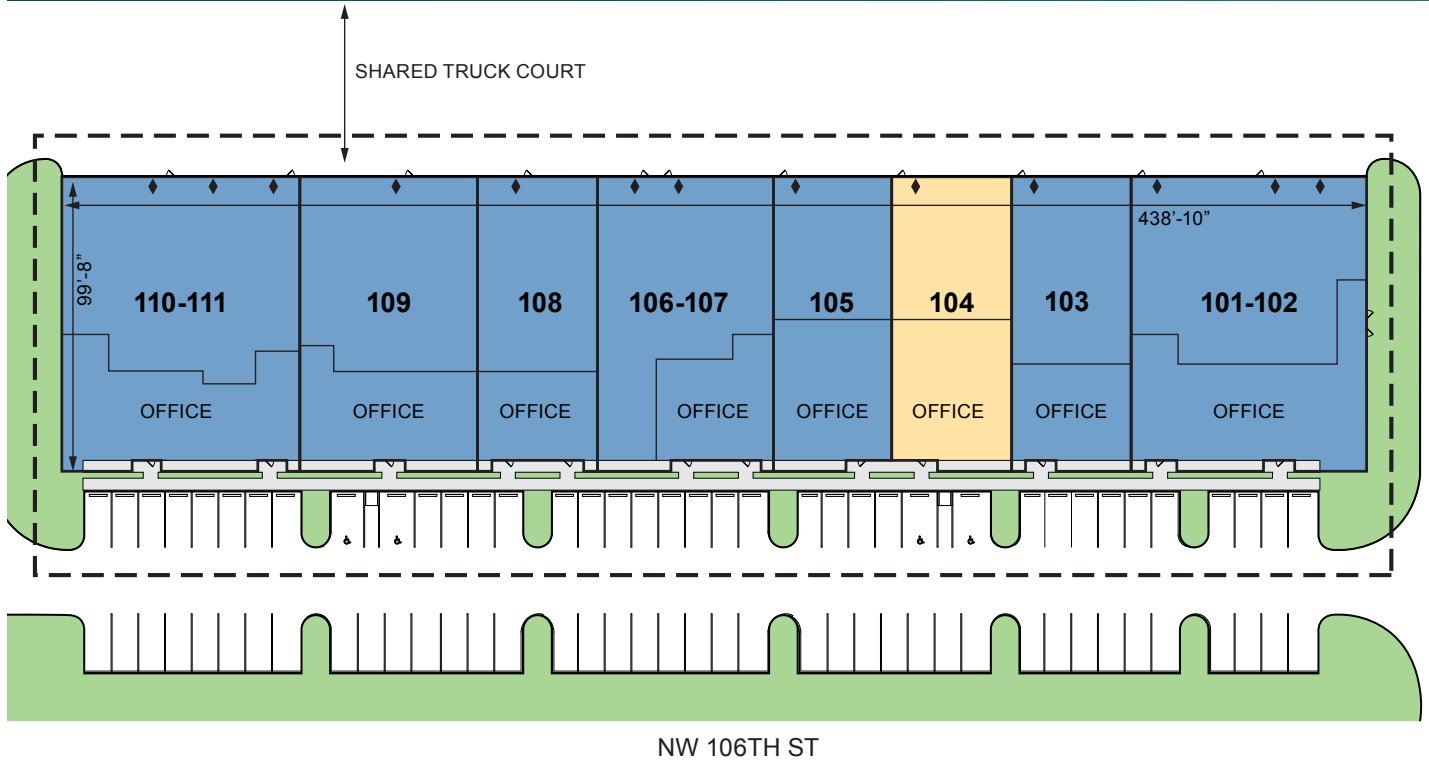 SHARED TRUCK COURT
438’-10”
99’-8”
110-111
109
108
106-107
105
104
103
101-102
OFFICE
OFFICE
OFFICE
OFFICE
OFFICE
OFFICE
OFFICE
OFFICE
NW 106TH ST